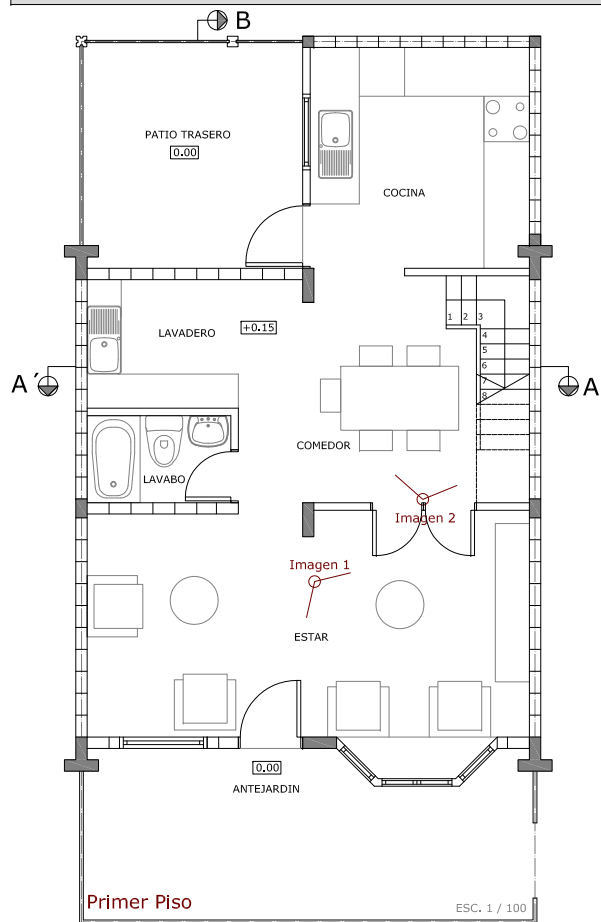 B
PATIO TRASERO
0.00
COCINA
LAVADERO
+0.15
1 2 3
4
5
6
7
8
A´
A
COMEDOR
LAVABO
Imagen 2
Imagen 1
ESTAR
0.00
ANTEJARDIN
Primer Piso
ESC. 1 / 100